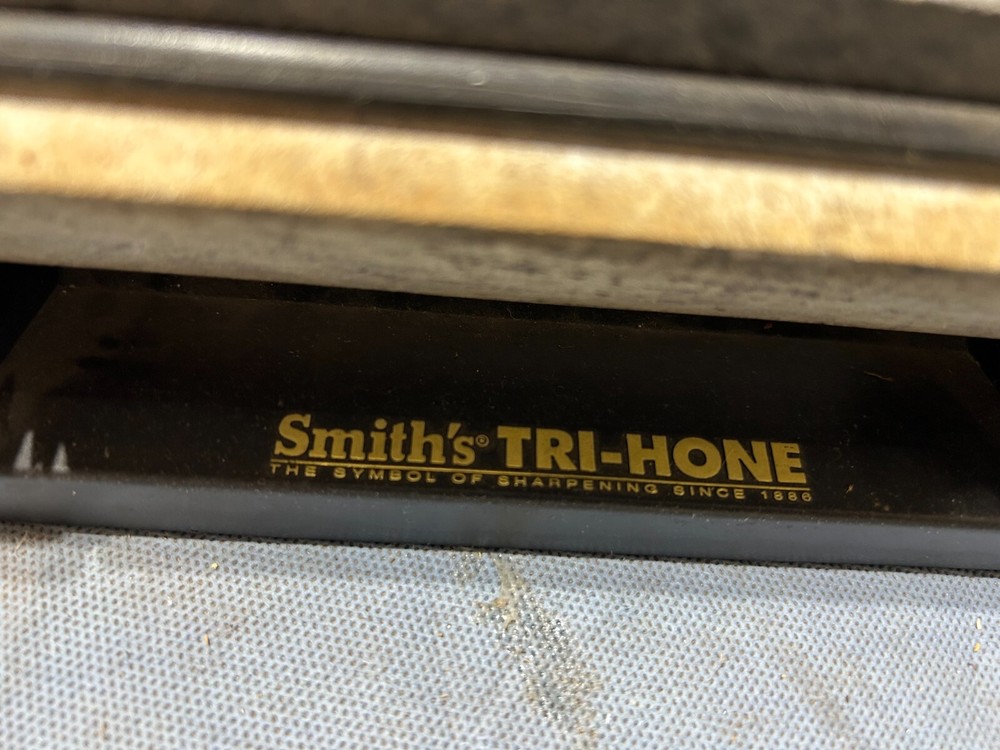 Smith's® TRI-HONE
THE SYMBOL OF SHARPENING SINCE 1886